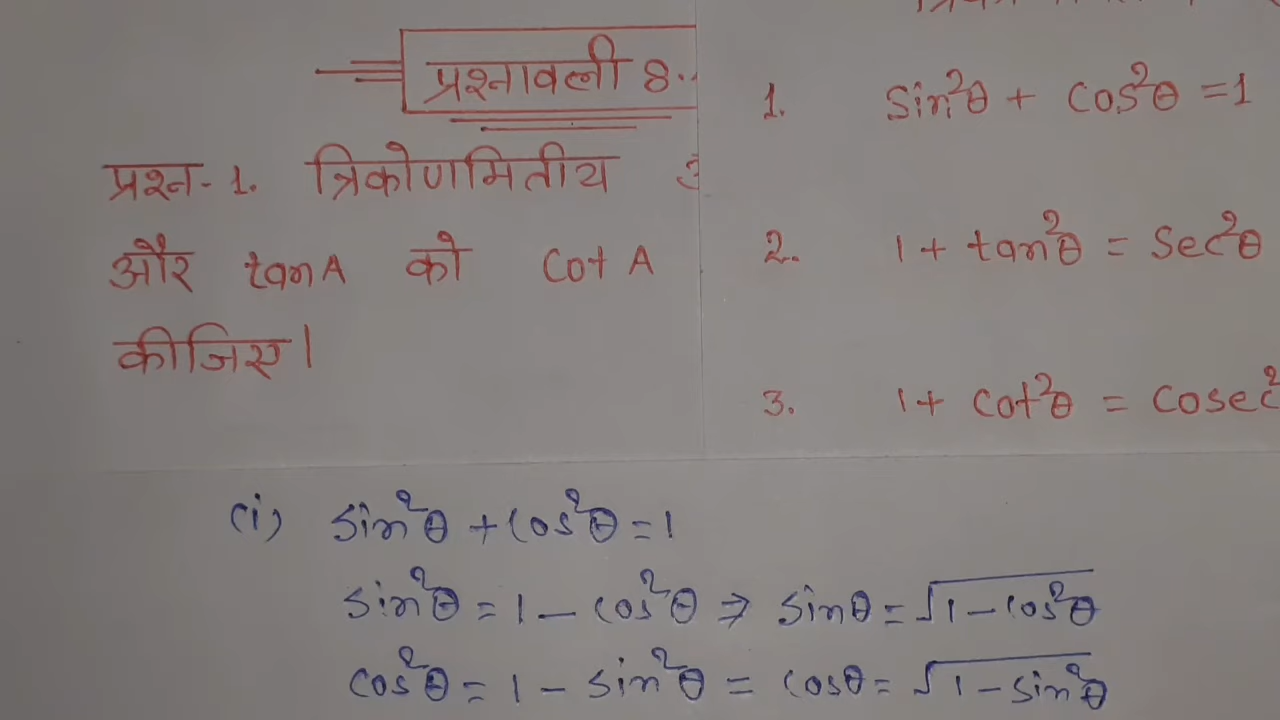 प्रश्नावली 8.
प्रश्न-1. त्रिकोणमितीय
और tanA को Cot A
कीजिए।
1. Sin²θ + Cos²θ = 1
2. 1 + tan²θ = Sec²θ
3. 1 + Cot²θ = Cosec²
(i) Sin²θ + Cos²θ = 1
Sin²θ = 1 - Cos²θ ⇒ Sinθ = √1 - Cos²θ
Cos²θ = 1 - Sin²θ = Cosθ = √1 - Sin²θ